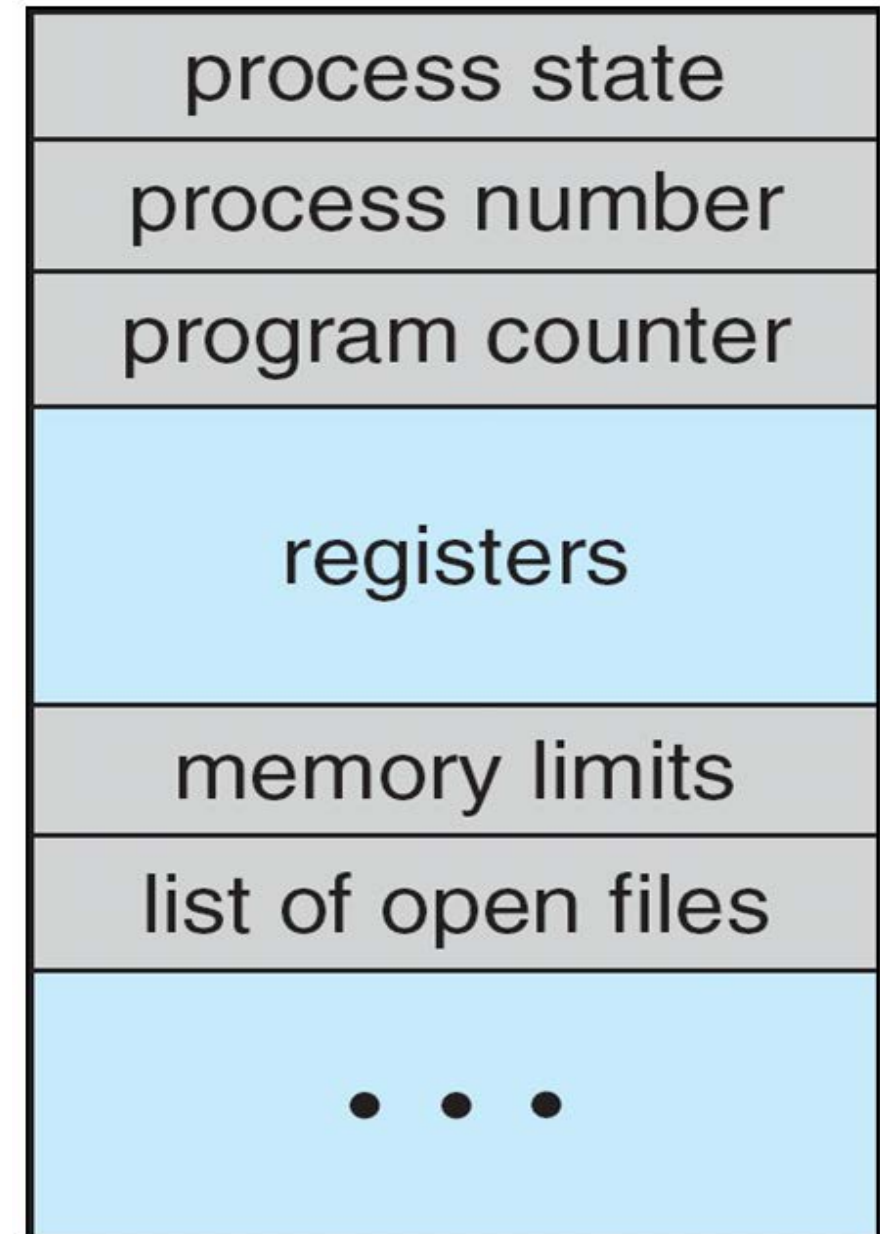 process state
process number
program counter
registers
memory limits
list of open files
• • •